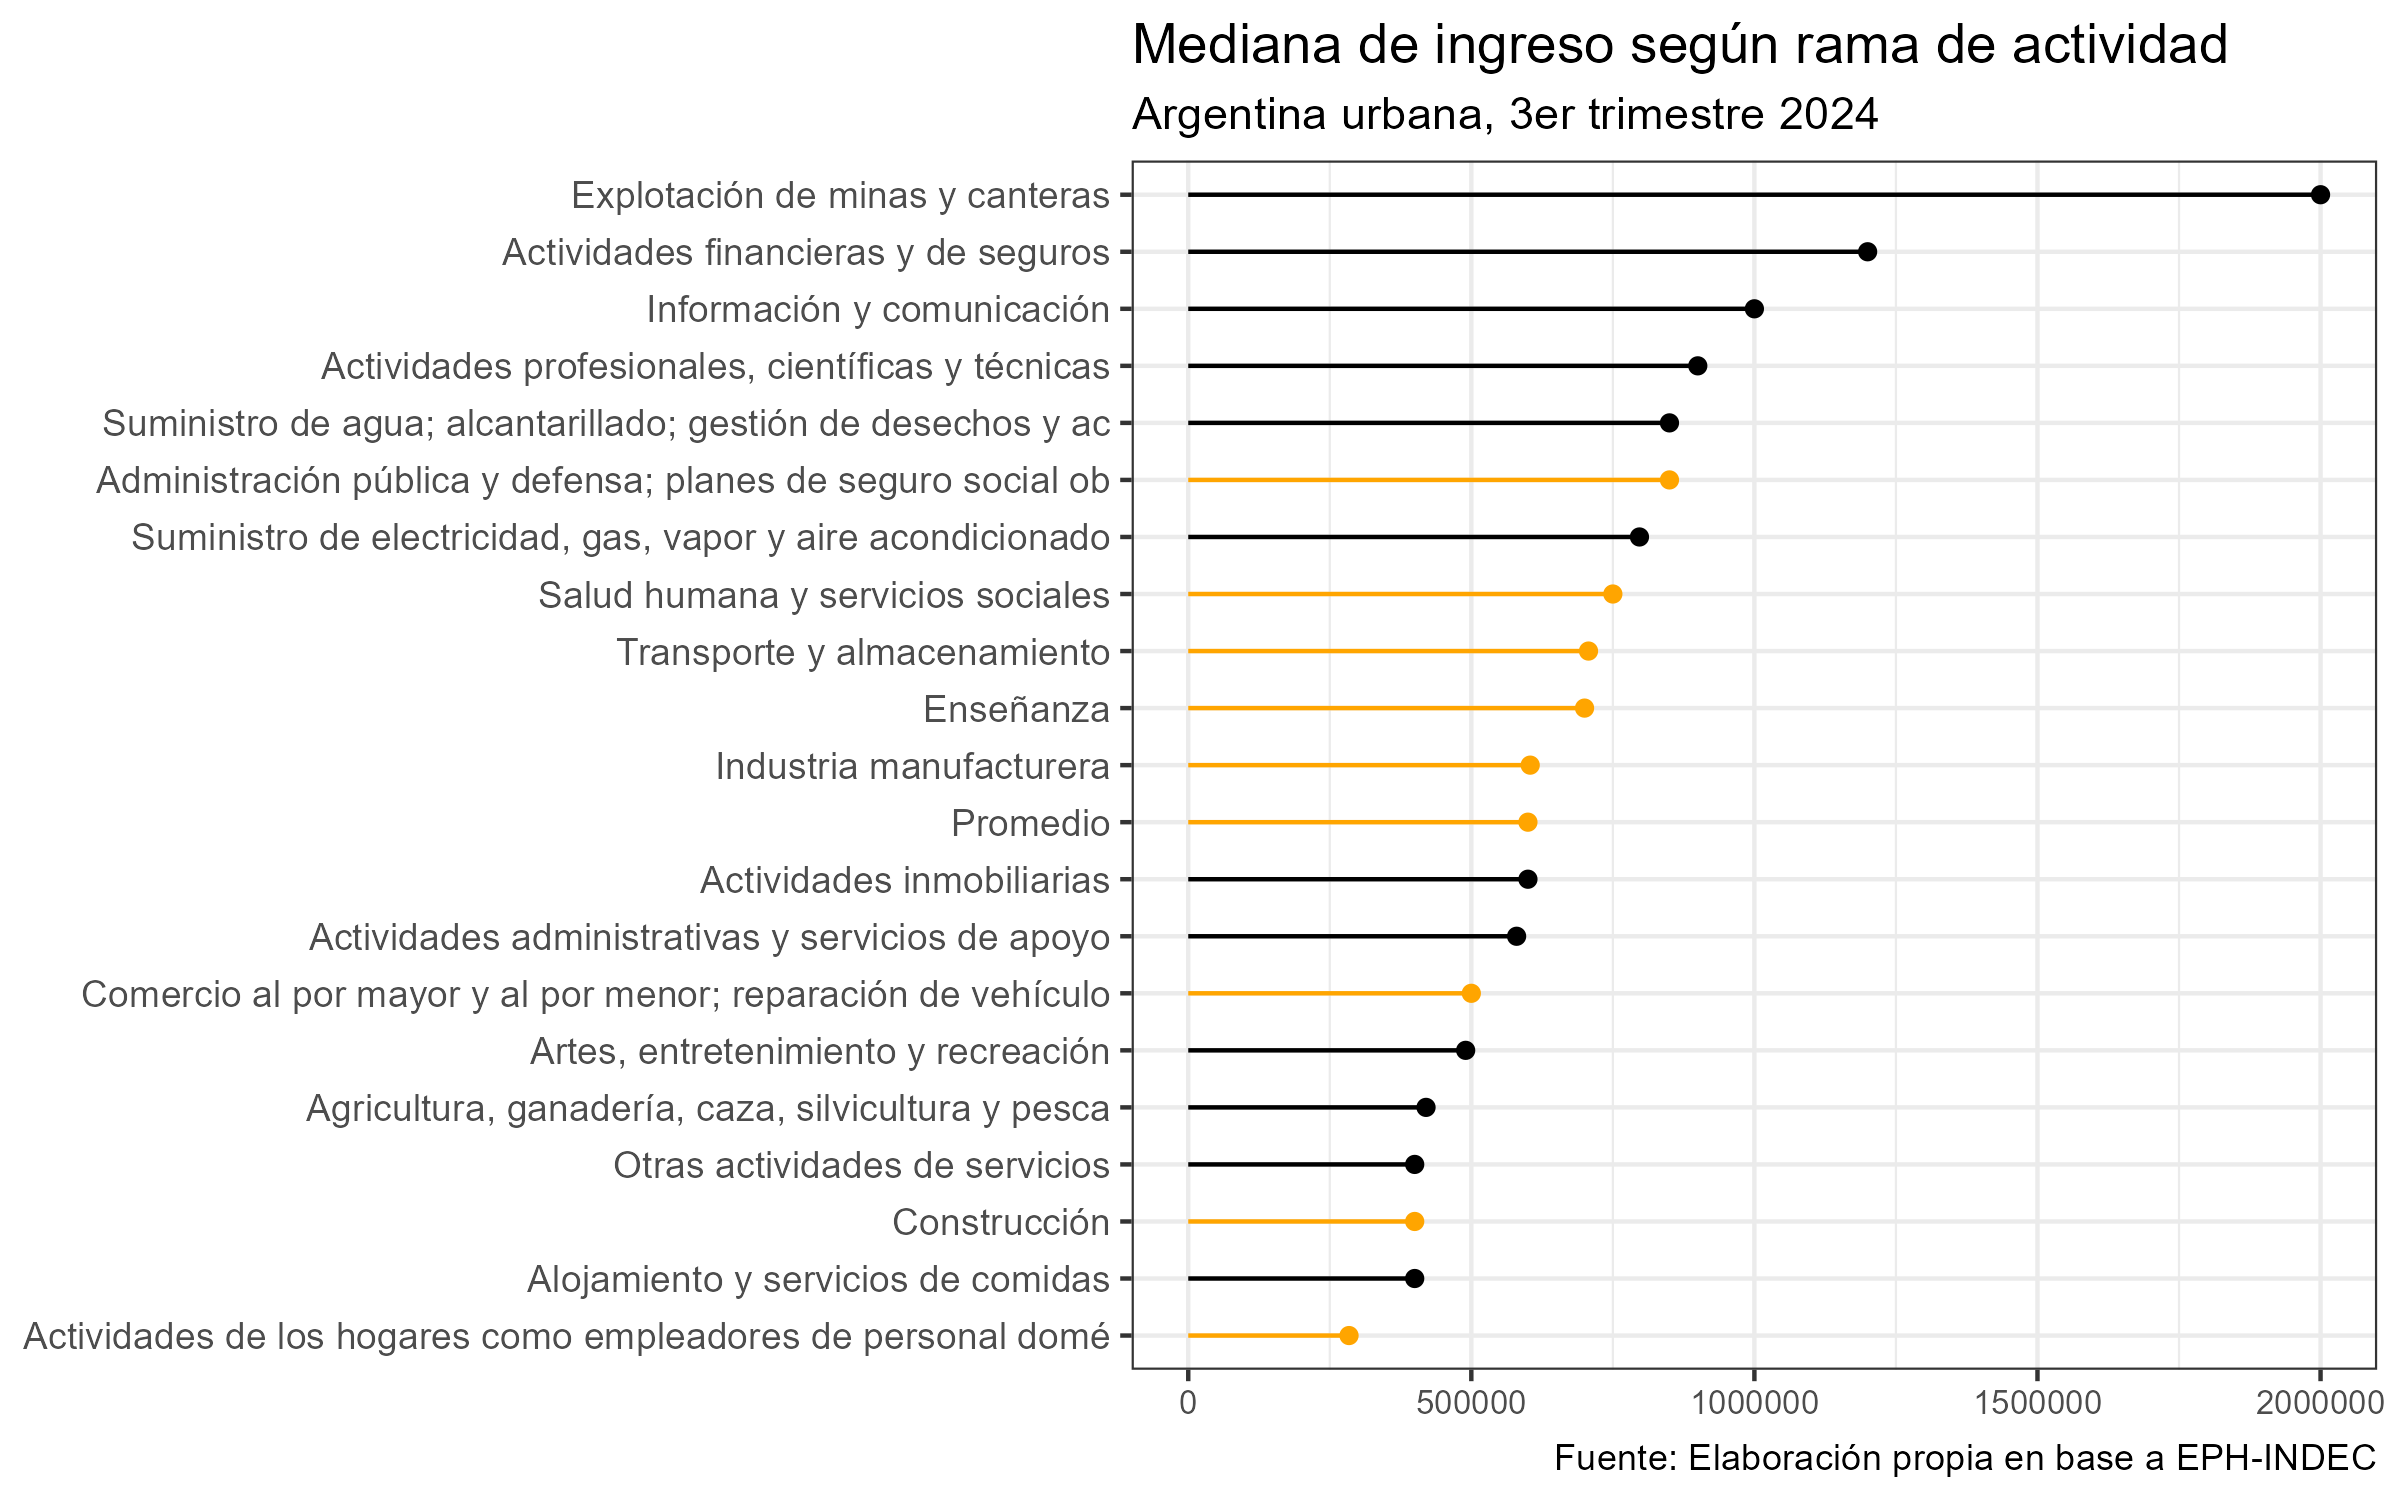 Mediana de ingreso según rama de actividad
Argentina urbana, 3er trimestre 2024
Explotación de minas y canteras
Actividades financieras y de seguros
Información y comunicación
Actividades profesionales, científicas y técnicas
Suministro de agua; alcantarillado; gestión de desechos y ac
Administración pública y defensa; planes de seguro social ob
Suministro de electricidad, gas, vapor y aire acondicionado
Salud humana y servicios sociales
Transporte y almacenamiento
Enseñanza
Industria manufacturera
Promedio
Actividades inmobiliarias
Actividades administrativas y servicios de apoyo
Comercio al por mayor y al por menor; reparación de vehículo
Artes, entretenimiento y recreación
Agricultura, ganadería, caza, silvicultura y pesca
Otras actividades de servicios
Construcción
Alojamiento y servicios de comidas
Actividades de los hogares como empleadores de personal domé
0 500000 1000000 1500000 2000000
Fuente: Elaboración propia en base a EPH-INDEC